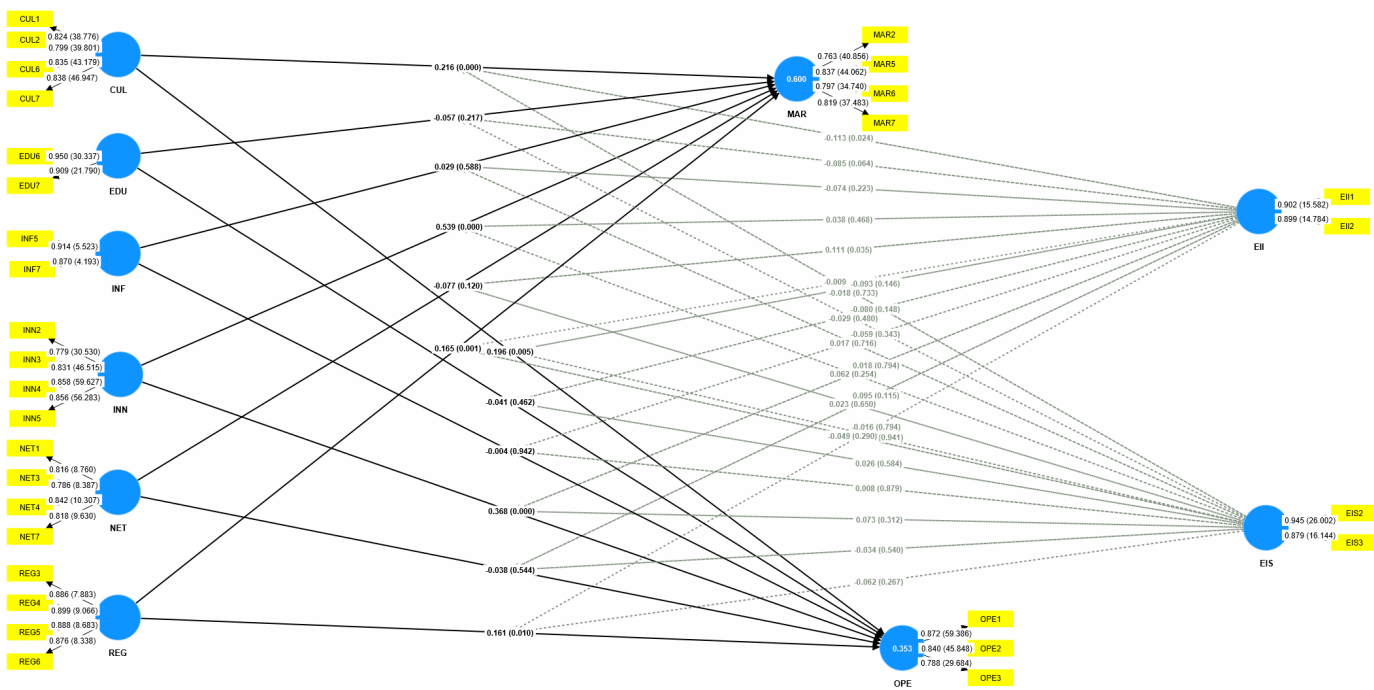 CUL1
0.824 (38.776)
CUL2
0.799 (39.801)
CUL6
0.835 (43.179)
0.838 (46.947)
CUL7
CUL
EDU6
0.950 (30.337)
0.909 (21.790)
EDU7
EDU
INF5
0.914 (5.523)
INF7
0.870 (4.193)
INF
INN2
0.779 (30.530)
INN3
0.831 (46.515)
INN4
0.858 (59.627)
0.856 (56.283)
INN5
INN
NET1
0.816 (8.760)
NET3
0.786 (8.387)
NET4
0.842 (10.307)
0.818 (9.630)
NET7
NET
REG3
0.886 (7.883)
REG4
0.899 (9.066)
REG5
0.888 (8.683)
0.876 (8.338)
REG6
REG
0.216 (0.000)
-0.057 (0.217)
0.029 (0.588)
0.539 (0.000)
-0.077 (0.120)
0.165 (0.001)
0.196 (0.005)
-0.041 (0.462)
-0.004 (0.942)
0.368 (0.000)
-0.038 (0.544)
0.161 (0.010)
MAR2
0.763 (40.856)
MAR5
0.600
0.837 (44.062)
0.797 (34.740)
MAR6
0.819 (37.483)
MAR7
MAR
-0.113 (0.024)
-0.085 (0.064)
-0.074 (0.223)
0.038 (0.468)
0.111 (0.035)
-0.009
-0.093 (0.146)
-0.018 (0.733)
-0.080 (0.148)
-0.029 (0.480)
-0.059 (0.343)
0.017 (0.716)
0.018 (0.794)
0.062 (0.254)
0.095 (0.115)
0.023 (0.650)
-0.016 (0.794)
-0.049 (0.290)
(0.941)
0.026 (0.584)
0.008 (0.879)
0.073 (0.312)
-0.034 (0.540)
-0.062 (0.267)
EII1
0.902 (15.582)
0.899 (14.784)
EII2
EII
EIS2
0.945 (26.002)
0.879 (16.144)
EIS3
EIS
OPE1
0.872 (59.386)
0.353
0.840 (45.848)
OPE2
0.788 (29.684)
OPE3
OPE